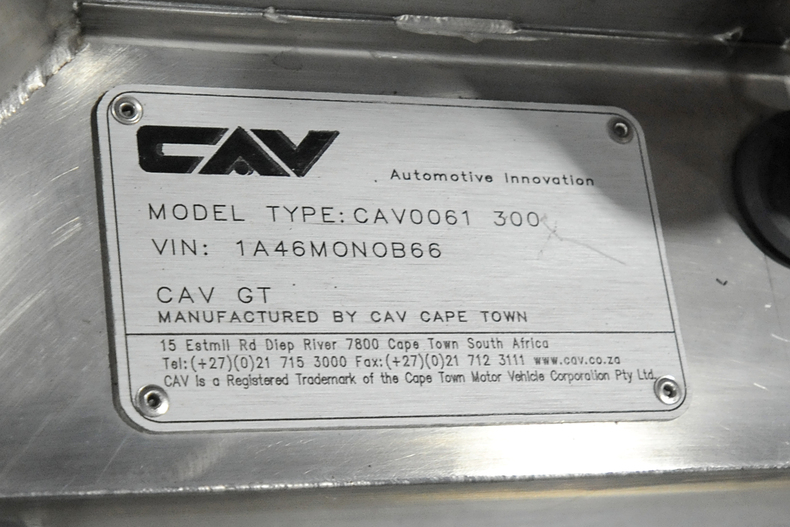 CAV
Automotive Innovation
MODEL TYPE: CAV0061 300
VIN: 1A46MON0B66
CAV GT
MANUFACTURED BY CAV CAPE TOWN
15 Estmil Rd Diep River 7800 Cape Town South Africa
Tel:(+27)(0)21 715 3000 Fax:(+27)(0)21 712 3111 www.cav.co.za
CAV Is a Registered Trademark of the Cape Town Motor Vehicle Corporation Pty Ltd.